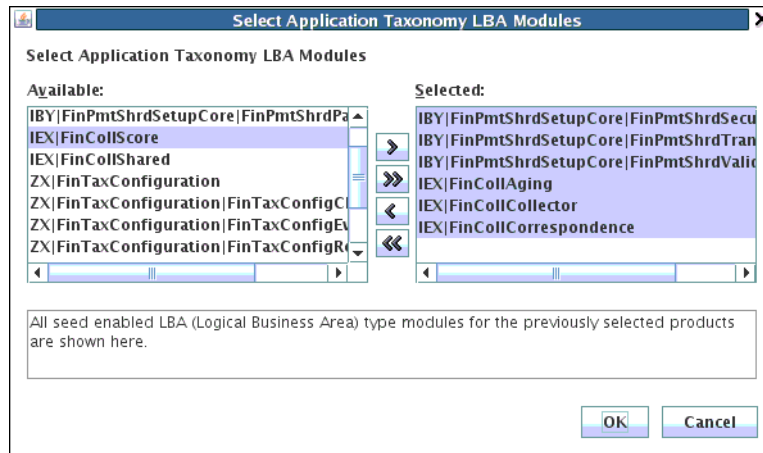 Select Application Taxonomy LBA Modules
Select Application Taxonomy LBA Modules
Available:
IBY|FinPmtShrdSetupCore|FinPmtShrdPa
IEX|FinCollScore
IEX|FinCollShared
ZX|FinTaxConfiguration
ZX|FinTaxConfiguration|FinTaxConfigC
ZX|FinTaxConfiguration|FinTaxConfigEv
ZX|FinTaxConfiguration|FinTaxConfigRe
Selected:
IBY|FinPmtShrdSetupCore|FinPmtShrdSecu
IBY|FinPmtShrdSetupCore|FinPmtShrdTran
IBY|FinPmtShrdSetupCore|FinPmtShrdValid
IEX|FinCollAging
IEX|FinCollCollector
IEX|FinCollCorrespondence
All seed enabled LBA (Logical Business Area) type modules for the previously selected products
are shown here.
OK
Cancel